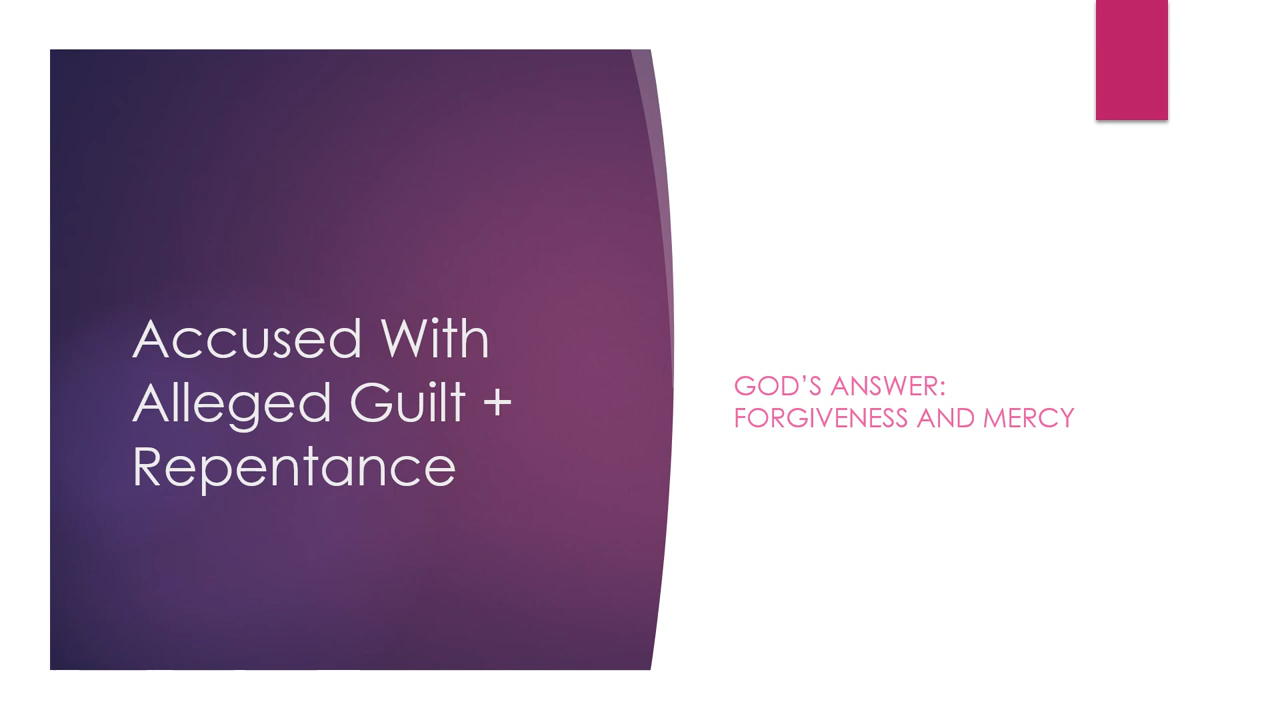 Accused With
Alleged Guilt +
Repentance
GOD’S ANSWER:
FORGIVENESS AND MERCY